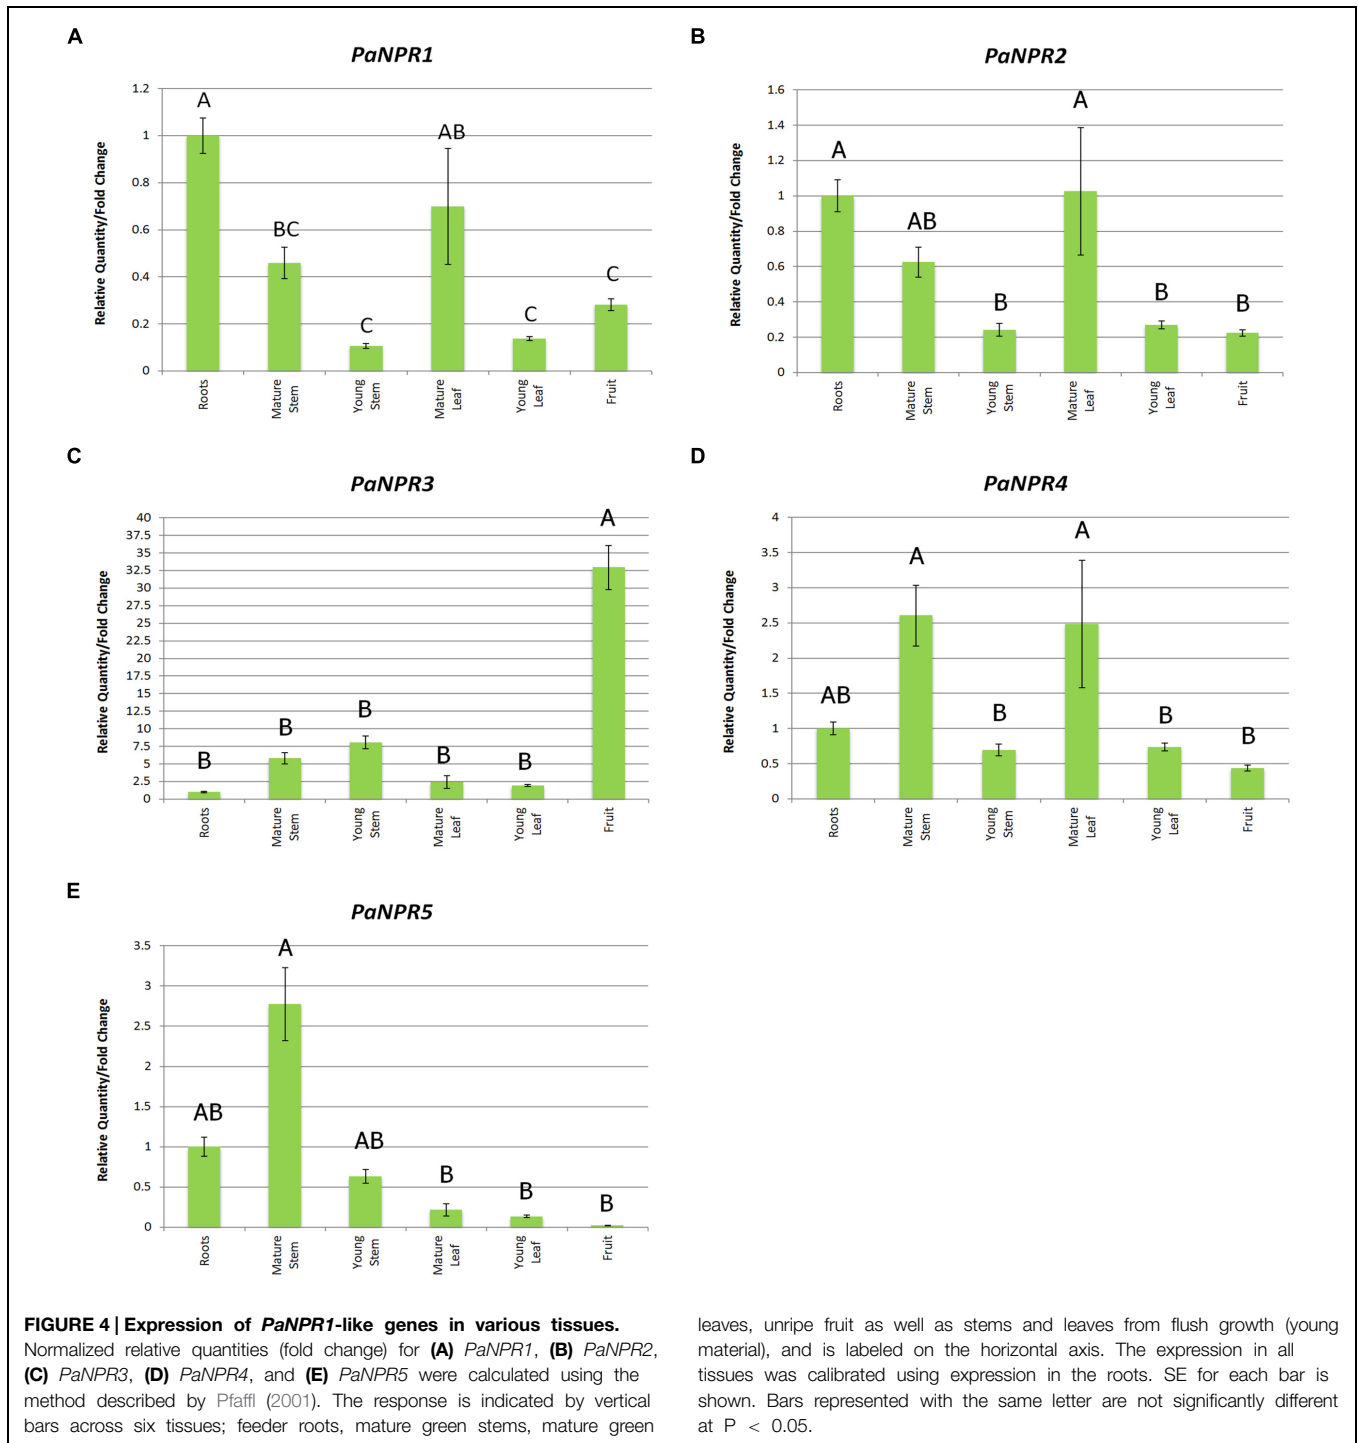 A
PaNPR1
Relative Quantity/Fold Change
1.2
1
0.8
0.6
0.4
0.2
0
A
BC
C
AB
C
C
Roots
Mature
Stem
Young
Stem
Mature
Leaf
Young
Leaf
Fruit
B
PaNPR2
Relative Quantity/Fold Change
1.6
1.4
1.2
1
0.8
0.6
0.4
0.2
0
A
AB
B
A
B
B
Roots
Mature
Stem
Young
Stem
Mature
Leaf
Young
Leaf
Fruit
C
PaNPR3
Relative Quantity/Fold Change
40
37.5
35
32.5
30
27.5
25
22.5
20
17.5
15
12.5
10
7.5
5
2.5
0
B
B
B
B
B
A
Roots
Mature
Stem
Young
Stem
Mature
Leaf
Young
Leaf
Fruit
D
PaNPR4
Relative Quantity/Fold Change
4
3.5
3
2.5
2
1.5
1
0.5
0
AB
A
B
A
B
B
Roots
Mature
Stem
Young
Stem
Mature
Leaf
Young
Leaf
Fruit
E
PaNPR5
Relative Quantity/Fold Change
3.5
3
2.5
2
1.5
1
0.5
0
AB
A
AB
B
B
B
Roots
Mature
Stem
Young
Stem
Mature
Leaf
Young
Leaf
Fruit
FIGURE 4 | Expression of PaNPR1-like genes in various tissues.
Normalized relative quantities (fold change) for (A) PaNPR1, (B) PaNPR2,
(C) PaNPR3, (D) PaNPR4, and (E) PaNPR5 were calculated using the
method described by Pfaffl (2001). The response is indicated by vertical
bars across six tissues; feeder roots, mature green stems, mature green
leaves, unripe fruit as well as stems and leaves from flush growth (young
material), and is labeled on the horizontal axis. The expression in all
tissues was calibrated using expression in the roots. SE for each bar is
shown. Bars represented with the same letter are not significantly different
at P < 0.05.